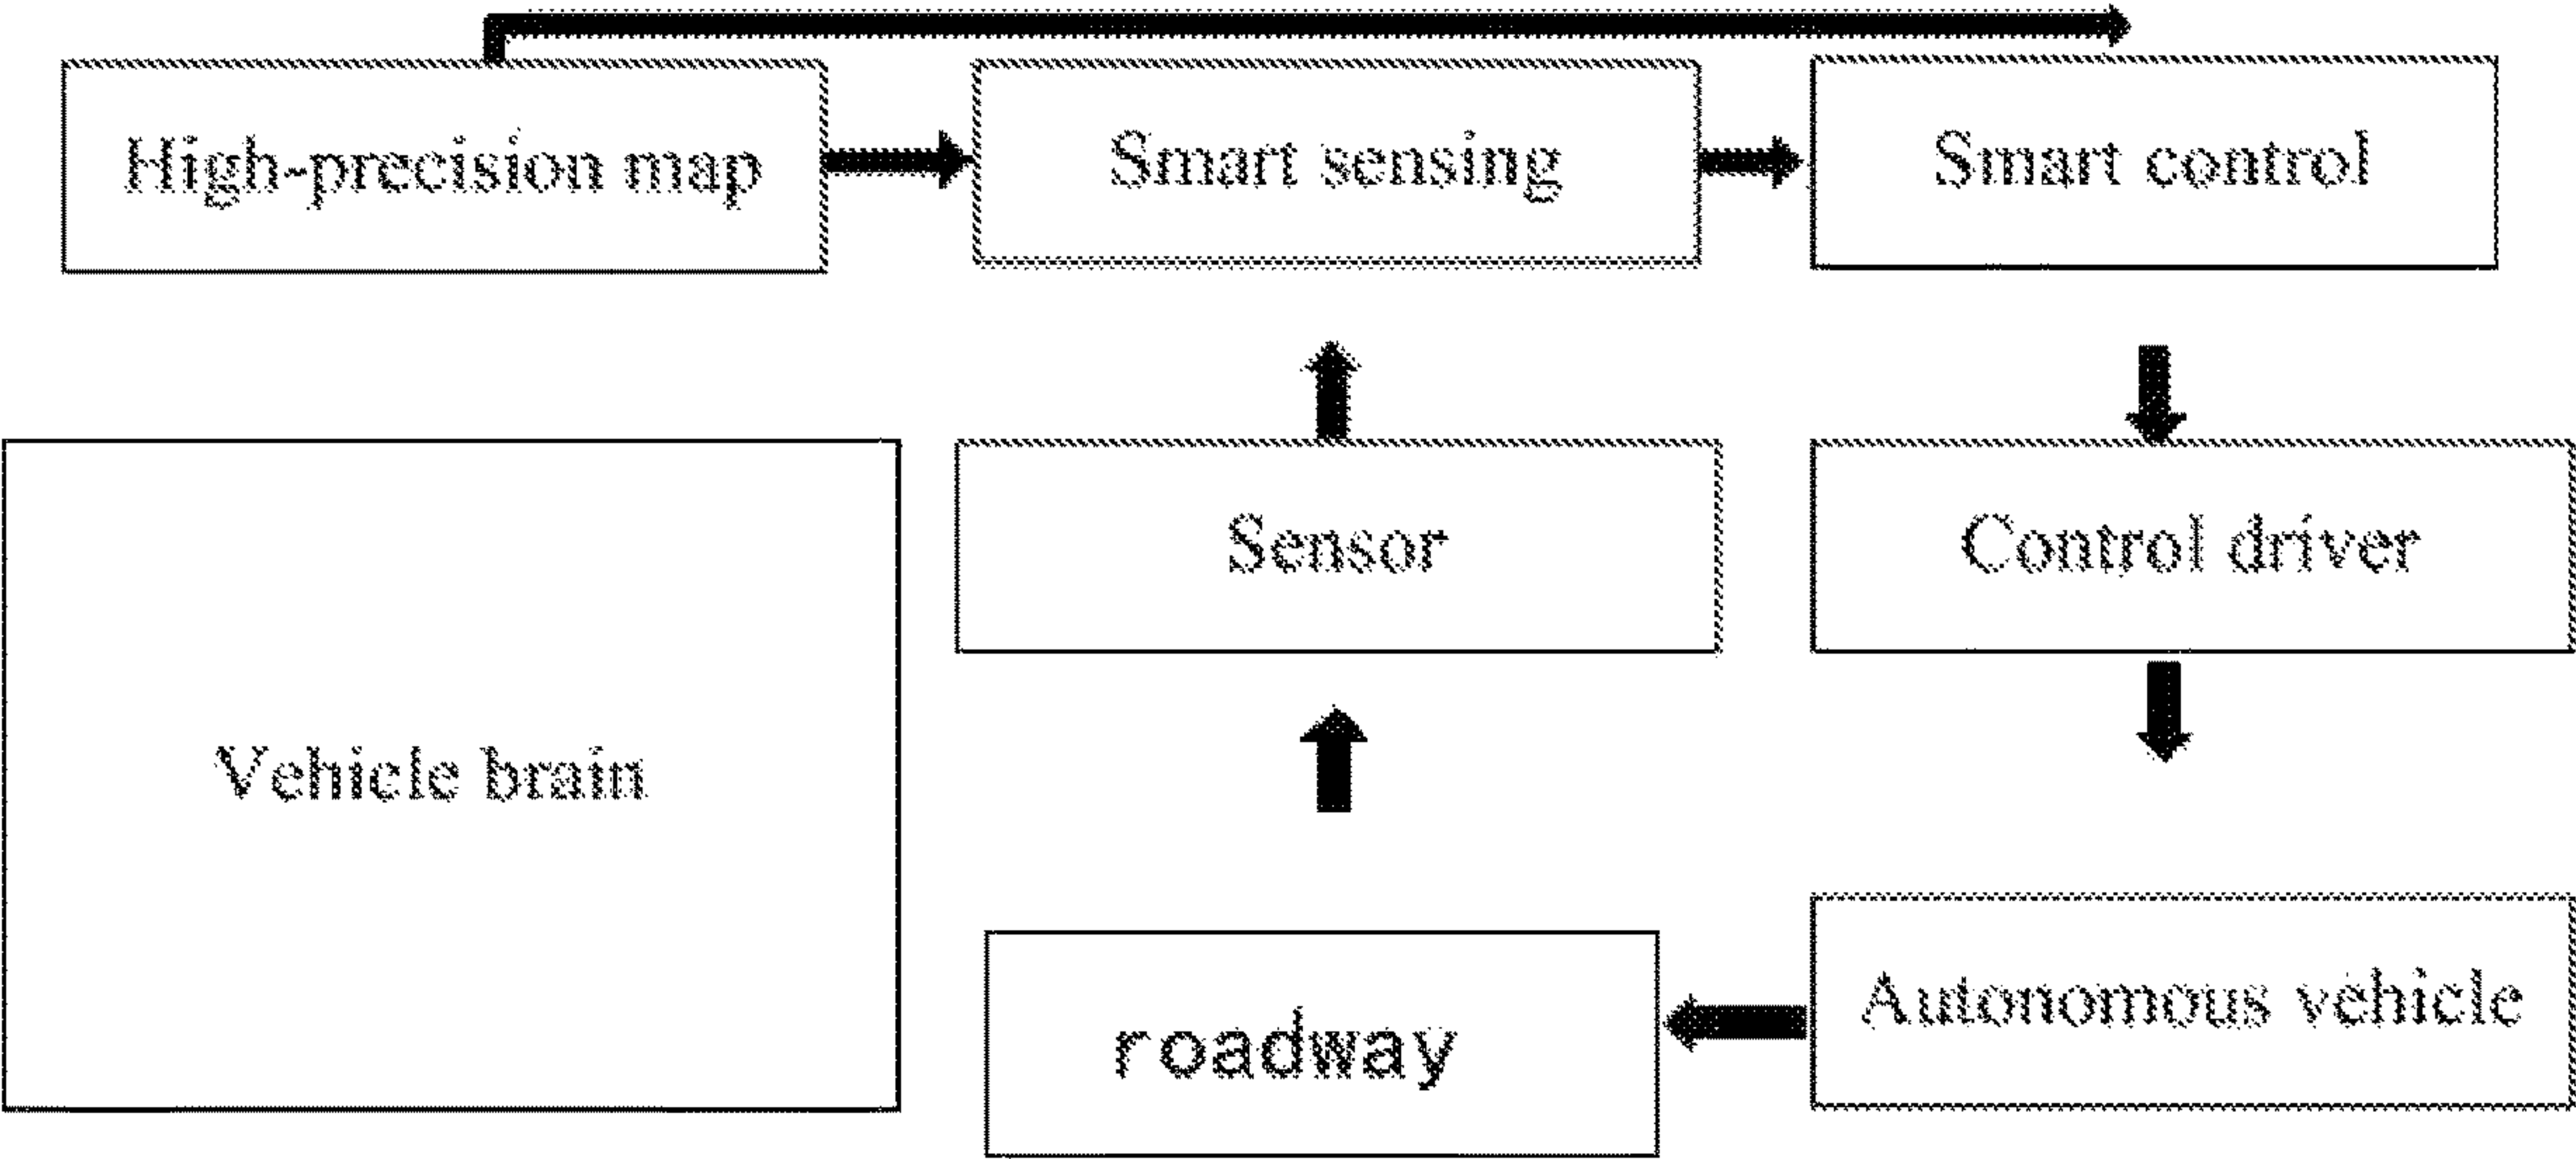 High-precision map
Smart sensing
Smart control
Sensor
Control driver
Vehicle brain
roadway
Autonomous vehicle